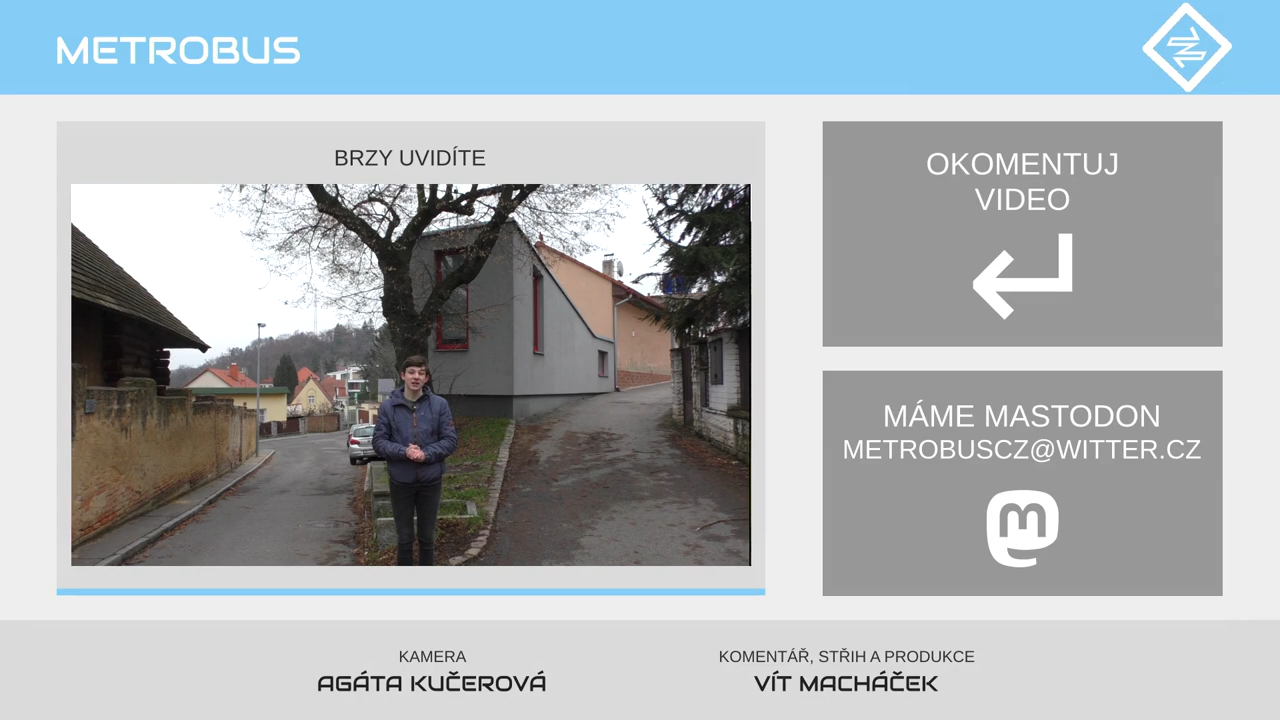 METROBUS
BRZY UVIDÍTE
OKOMENTUJ
VIDEO
MÁME MASTODON
METROBUSCZ@WITTER.CZ
KAMERA
AGÁTA KUČEROVÁ
KOMENTÁŘ, STŘIH A PRODUKCE
VÍT MACHÁČEK